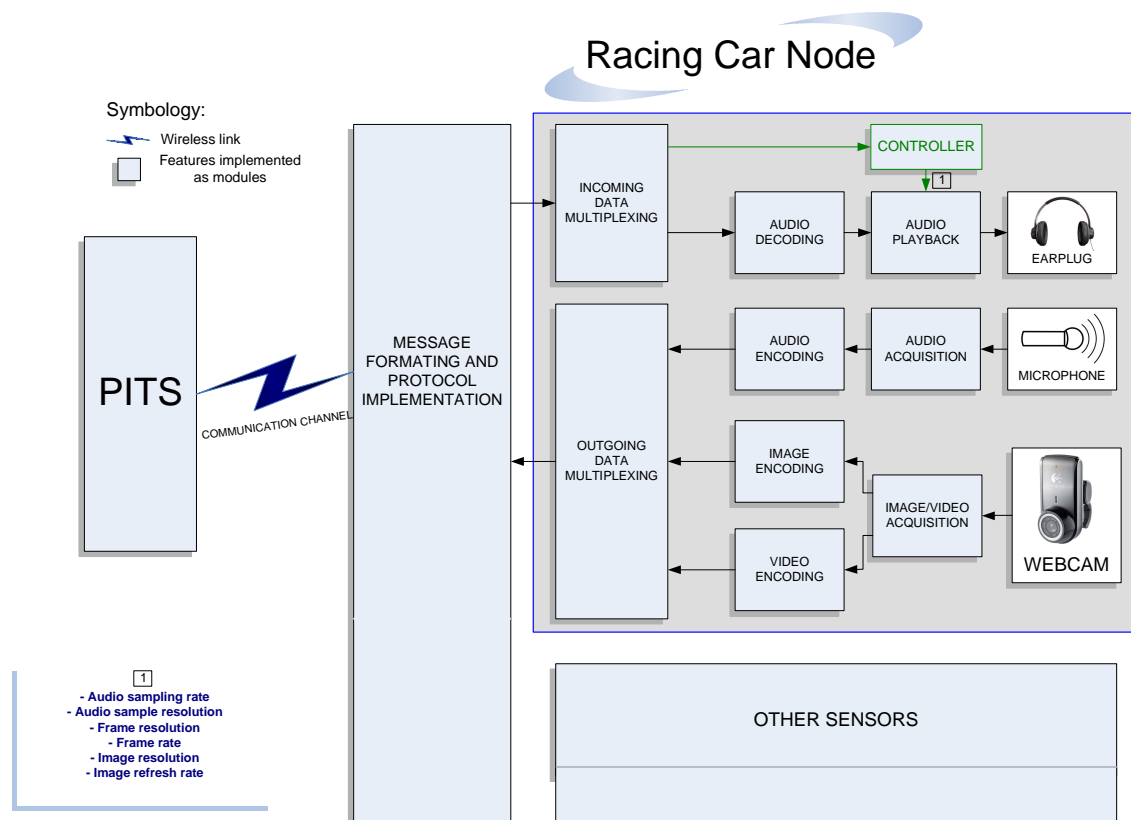 Racing Car Node
Symbology:
Wireless link
Features implemented
as modules
PITS
COMMUNICATION CHANNEL
MESSAGE
FORMATING AND
PROTOCOL
IMPLEMENTATION
INCOMING
DATA
MULTIPLEXING
CONTROLLER
1
AUDIO
DECODING
AUDIO
PLAYBACK
EARPLUG
OUTGOING
DATA
MULTIPLEXING
AUDIO
ENCODING
AUDIO
ACQUISITION
MICROPHONE
IMAGE
ENCODING
IMAGE/VIDEO
ACQUISITION
WEBCAM
VIDEO
ENCODING
1
- Audio sampling rate
- Audio sample resolution
- Frame resolution
- Frame rate
- Image resolution
- Image refresh rate
OTHER SENSORS